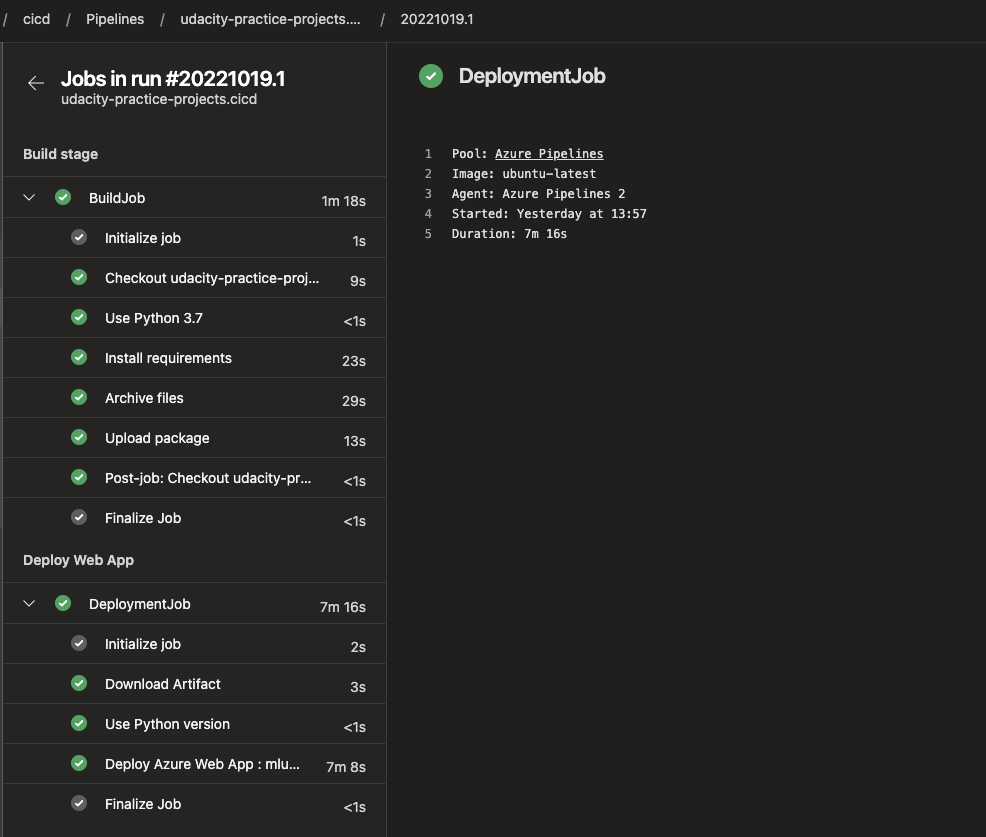 / cicd / Pipelines / udacity-practice-projects.... / 20221019.1
Jobs in run #20221019.1
udacity-practice-projects.cicd
Build stage
BuildJob 1m 18s
Initialize job 1s
Checkout udacity-practice-proj... 9s
Use Python 3.7 <1s
Install requirements 23s
Archive files 29s
Upload package 13s
Post-job: Checkout udacity-pr... <1s
Finalize Job <1s
Deploy Web App
DeploymentJob 7m 16s
Initialize job 2s
Download Artifact 3s
Use Python version <1s
Deploy Azure Web App : mlu... 7m 8s
Finalize Job <1s
DeploymentJob
1 Pool: Azure Pipelines
2 Image: ubuntu-latest
3 Agent: Azure Pipelines 2
4 Started: Yesterday at 13:57
5 Duration: 7m 16s